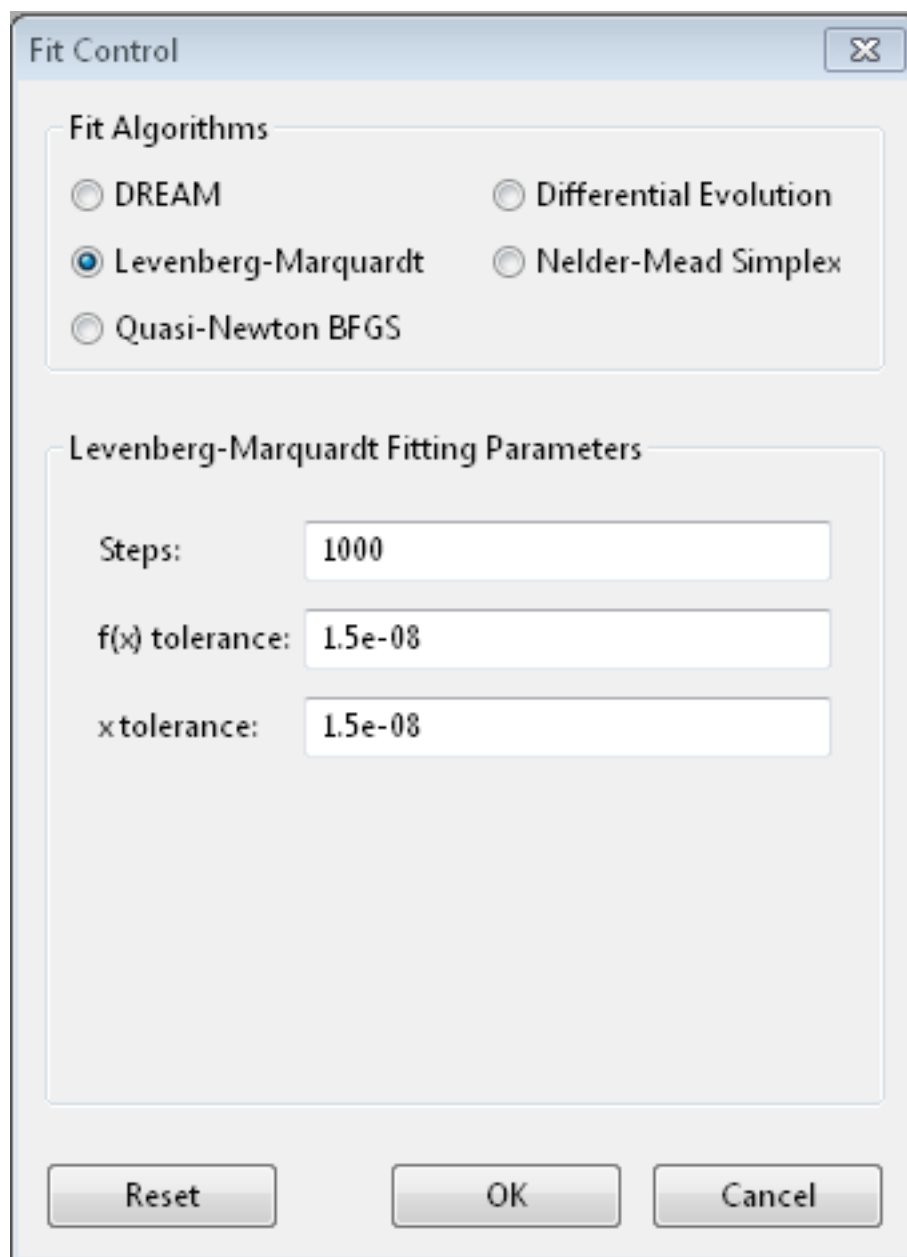 Fit Control
Fit Algorithms
DREAM
Differential Evolution
Levenberg-Marquardt
Nelder-Mead Simplex
Quasi-Newton BFGS
Levenberg-Marquardt Fitting Parameters
Steps: 1000
f(x) tolerance: 1.5e-08
x tolerance: 1.5e-08
Reset OK Cancel